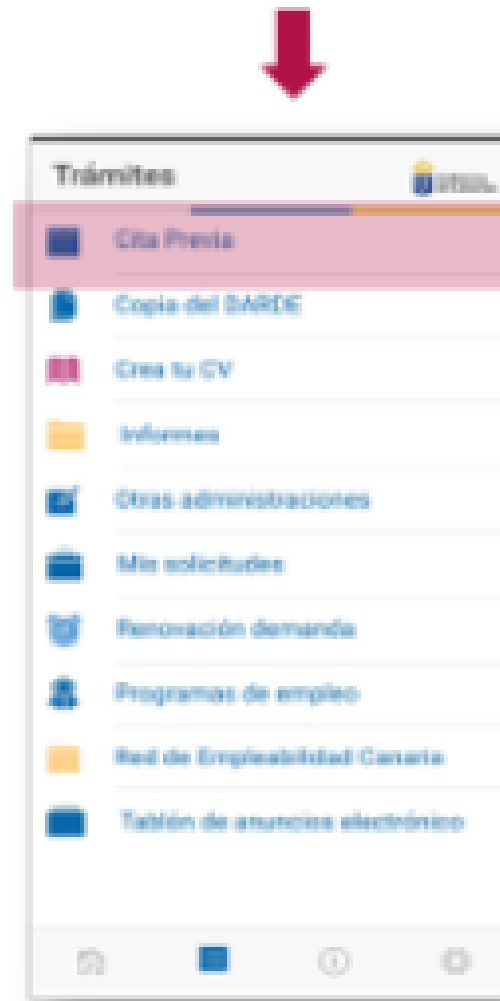 Trámites
Cita Previa
Copia del DARDE
Crea tu CV
Informes
Otras administraciones
Mis solicitudes
Renovación demanda
Programas de empleo
Red de Empleabilidad Canaria
Tablón de anuncios electrónico